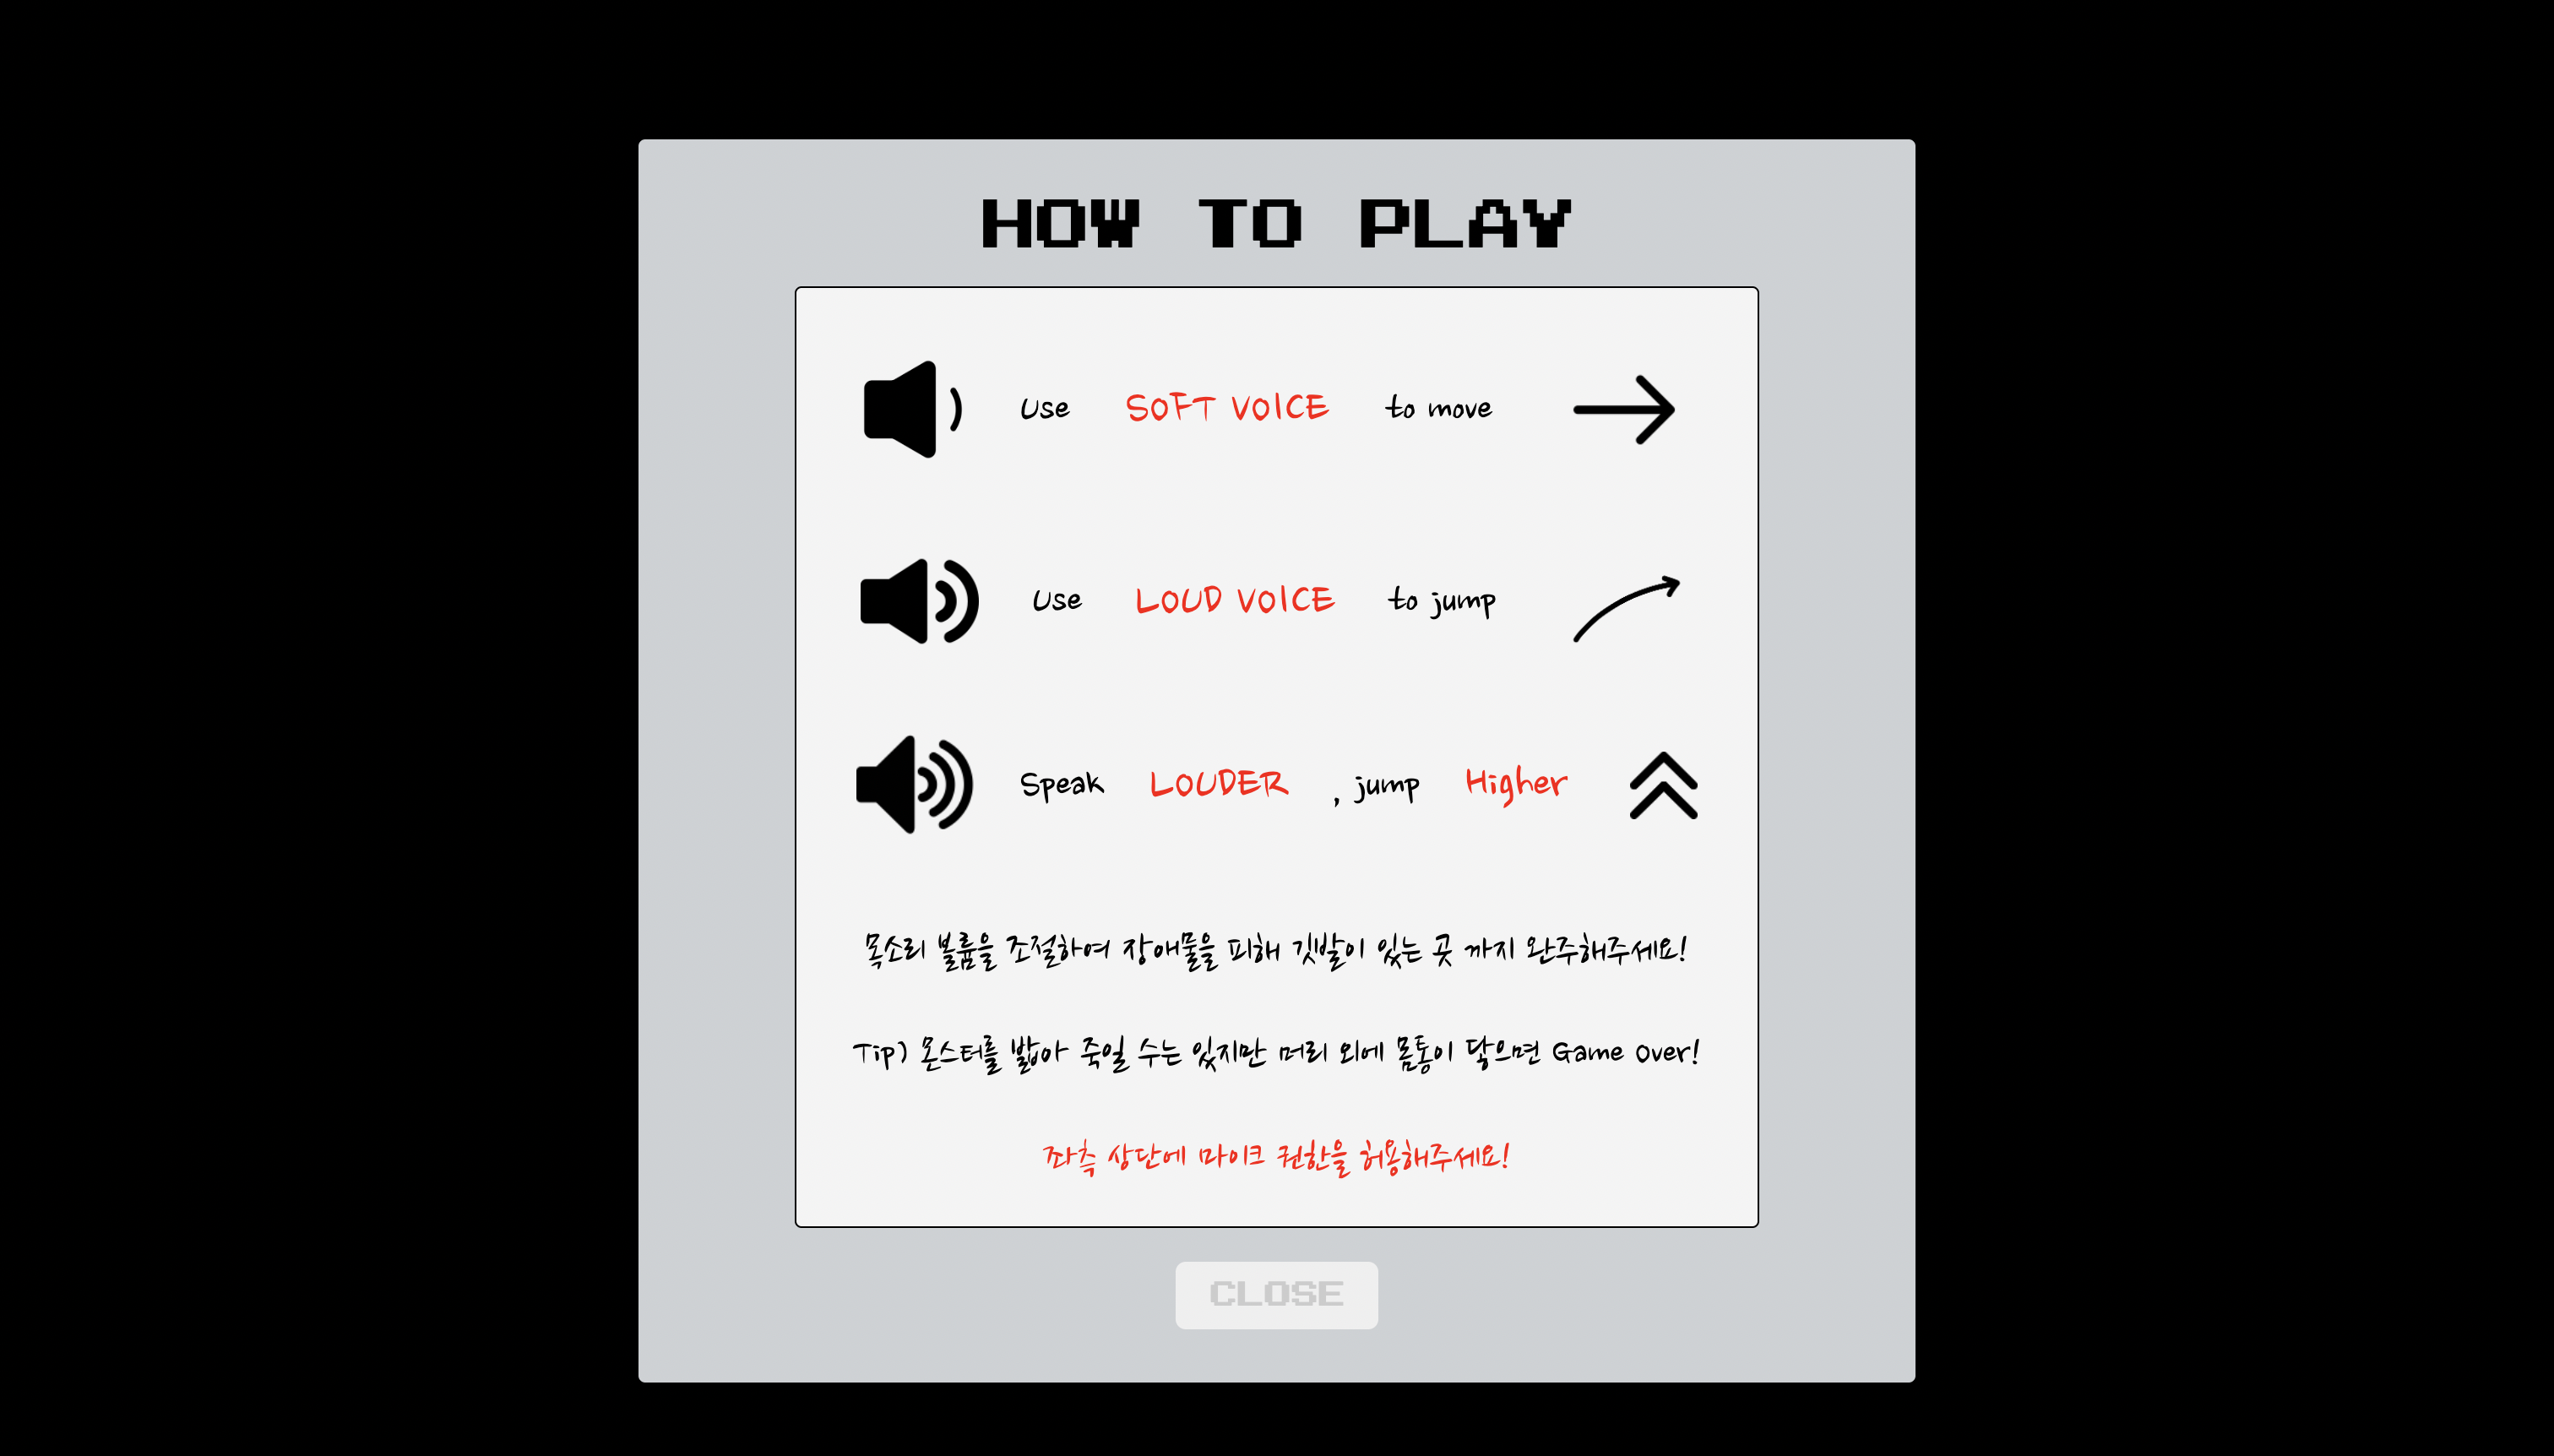 HOW TO PLAY
Use SOFT VOICE to move
Use LOUD VOICE to jump
Speak LOUDER , jump Higher
목소리 볼륨을 조절하여 장애물을 피해 깃발이 있는 곳 까지 완주해주세요!
Tip) 몬스터를 밟아 죽일 수는 있지만 머리 외에 몸통이 닿으면 Game over!
좌측 상단에 마이크 권한을 허용해주세요!
CLOSE